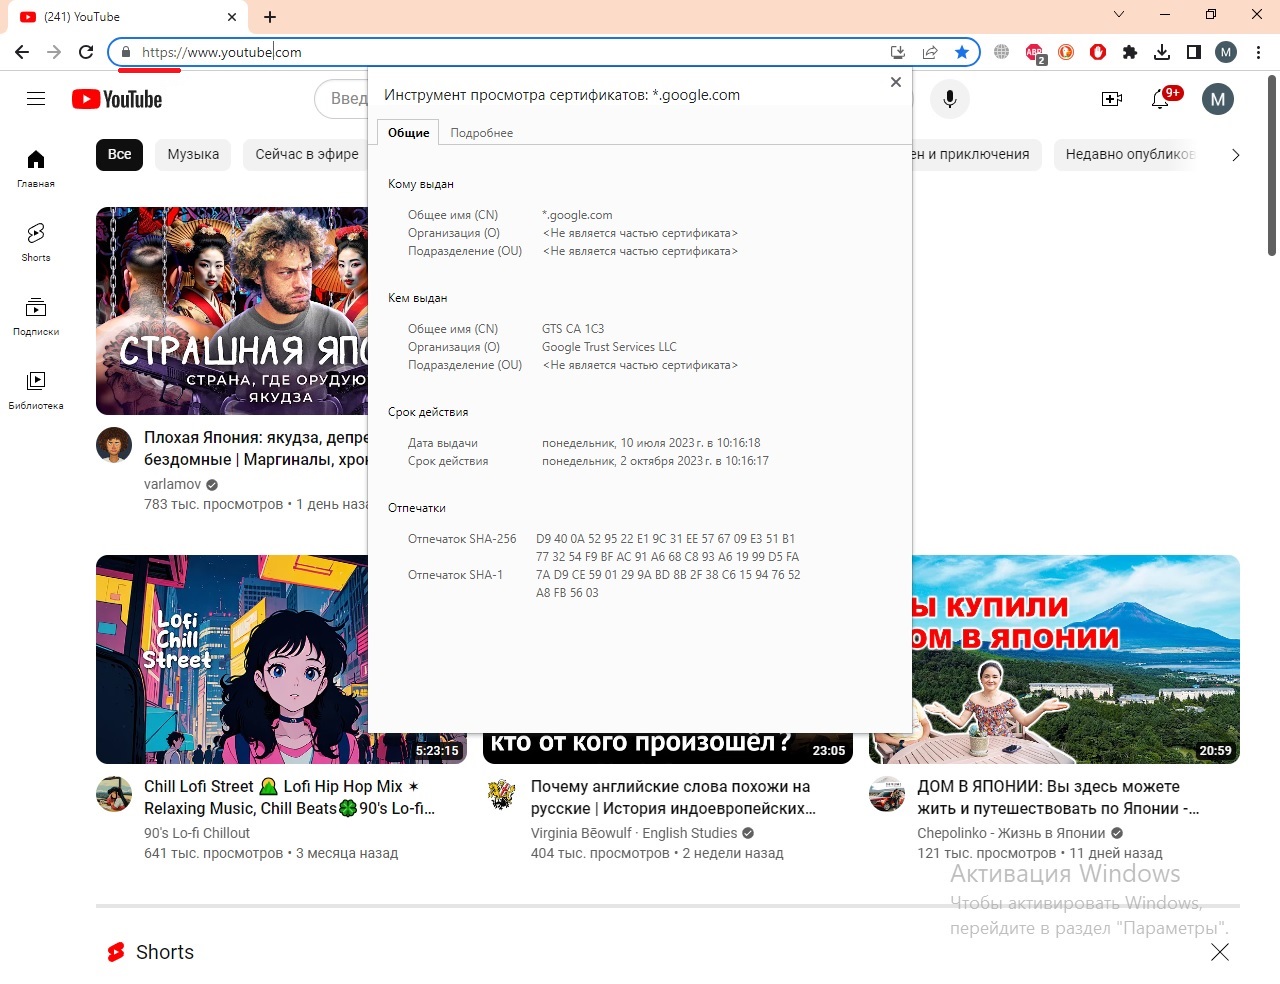 (241) YouTube
https://www.youtube.com
ABP
2
M
YouTube
Введ
9+
M
Инструмент просмотра сертификатов: *.google.com
Общие
Подробнее
Все
Музыка
Сейчас в эфире
ен и приключения
Недавно опубликов
Главная
Shorts
Подписки
Библиотека
Кому выдан
Общее имя (CN) *.google.com
Организация (O) <Не является частью сертификата>
Подразделение (OU) <Не является частью сертификата>
Кем выдан
Общее имя (CN) GTS CA 1C3
Организация (O) Google Trust Services LLC
Подразделение (OU) <Не является частью сертификата>
Срок действия
Дата выдачи понедельник, 10 июля 2023 г. в 10:16:18
Срок действия понедельник, 2 октября 2023 г. в 10:16:17
Отпечатки
Отпечаток SHA-256 D9 40 0A 52 95 22 E1 9C 31 EE 57 67 09 E3 51 B1
77 32 54 F9 BF AC 91 A6 68 C8 93 A6 19 99 D5 FA
Отпечаток SHA-1 7A D9 CE 59 01 29 9A BD 8B 2F 38 C6 15 94 76 52
A8 FB 56 03
СТРАШНАЯ ЯПО
СТРАНА, ГДЕ ОРУДУЮ
ЯКУДЗА
Плохая Япония: якудза, депре
бездомные | Маргиналы, хрон
varlamov
783 тыс. просмотров • 1 день наза
Lofi
Chill
Street
5:23:15
Chill Lofi Street Lofi Hip Hop Mix ✶
Relaxing Music, Chill Beats🍀90's Lo-fi...
90's Lo-fi Chillout
641 тыс. просмотров • 3 месяца назад
кто от кого произошёл?
23:05
Почему английские слова похожи на
русские | История индоевропейских...
Virginia Bēowulf · English Studies
404 тыс. просмотров • 2 недели назад
Ы КУПИЛИ
ОМ В ЯПОНИИ
20:59
ДОМ В ЯПОНИИ: Вы здесь можете
жить и путешествовать по Японии -...
Chepolinko - Жизнь в Японии
121 тыс. просмотров • 11 дней назад
Активация Windows
Чтобы активировать Windows,
перейдите в раздел "Параметры".
Shorts